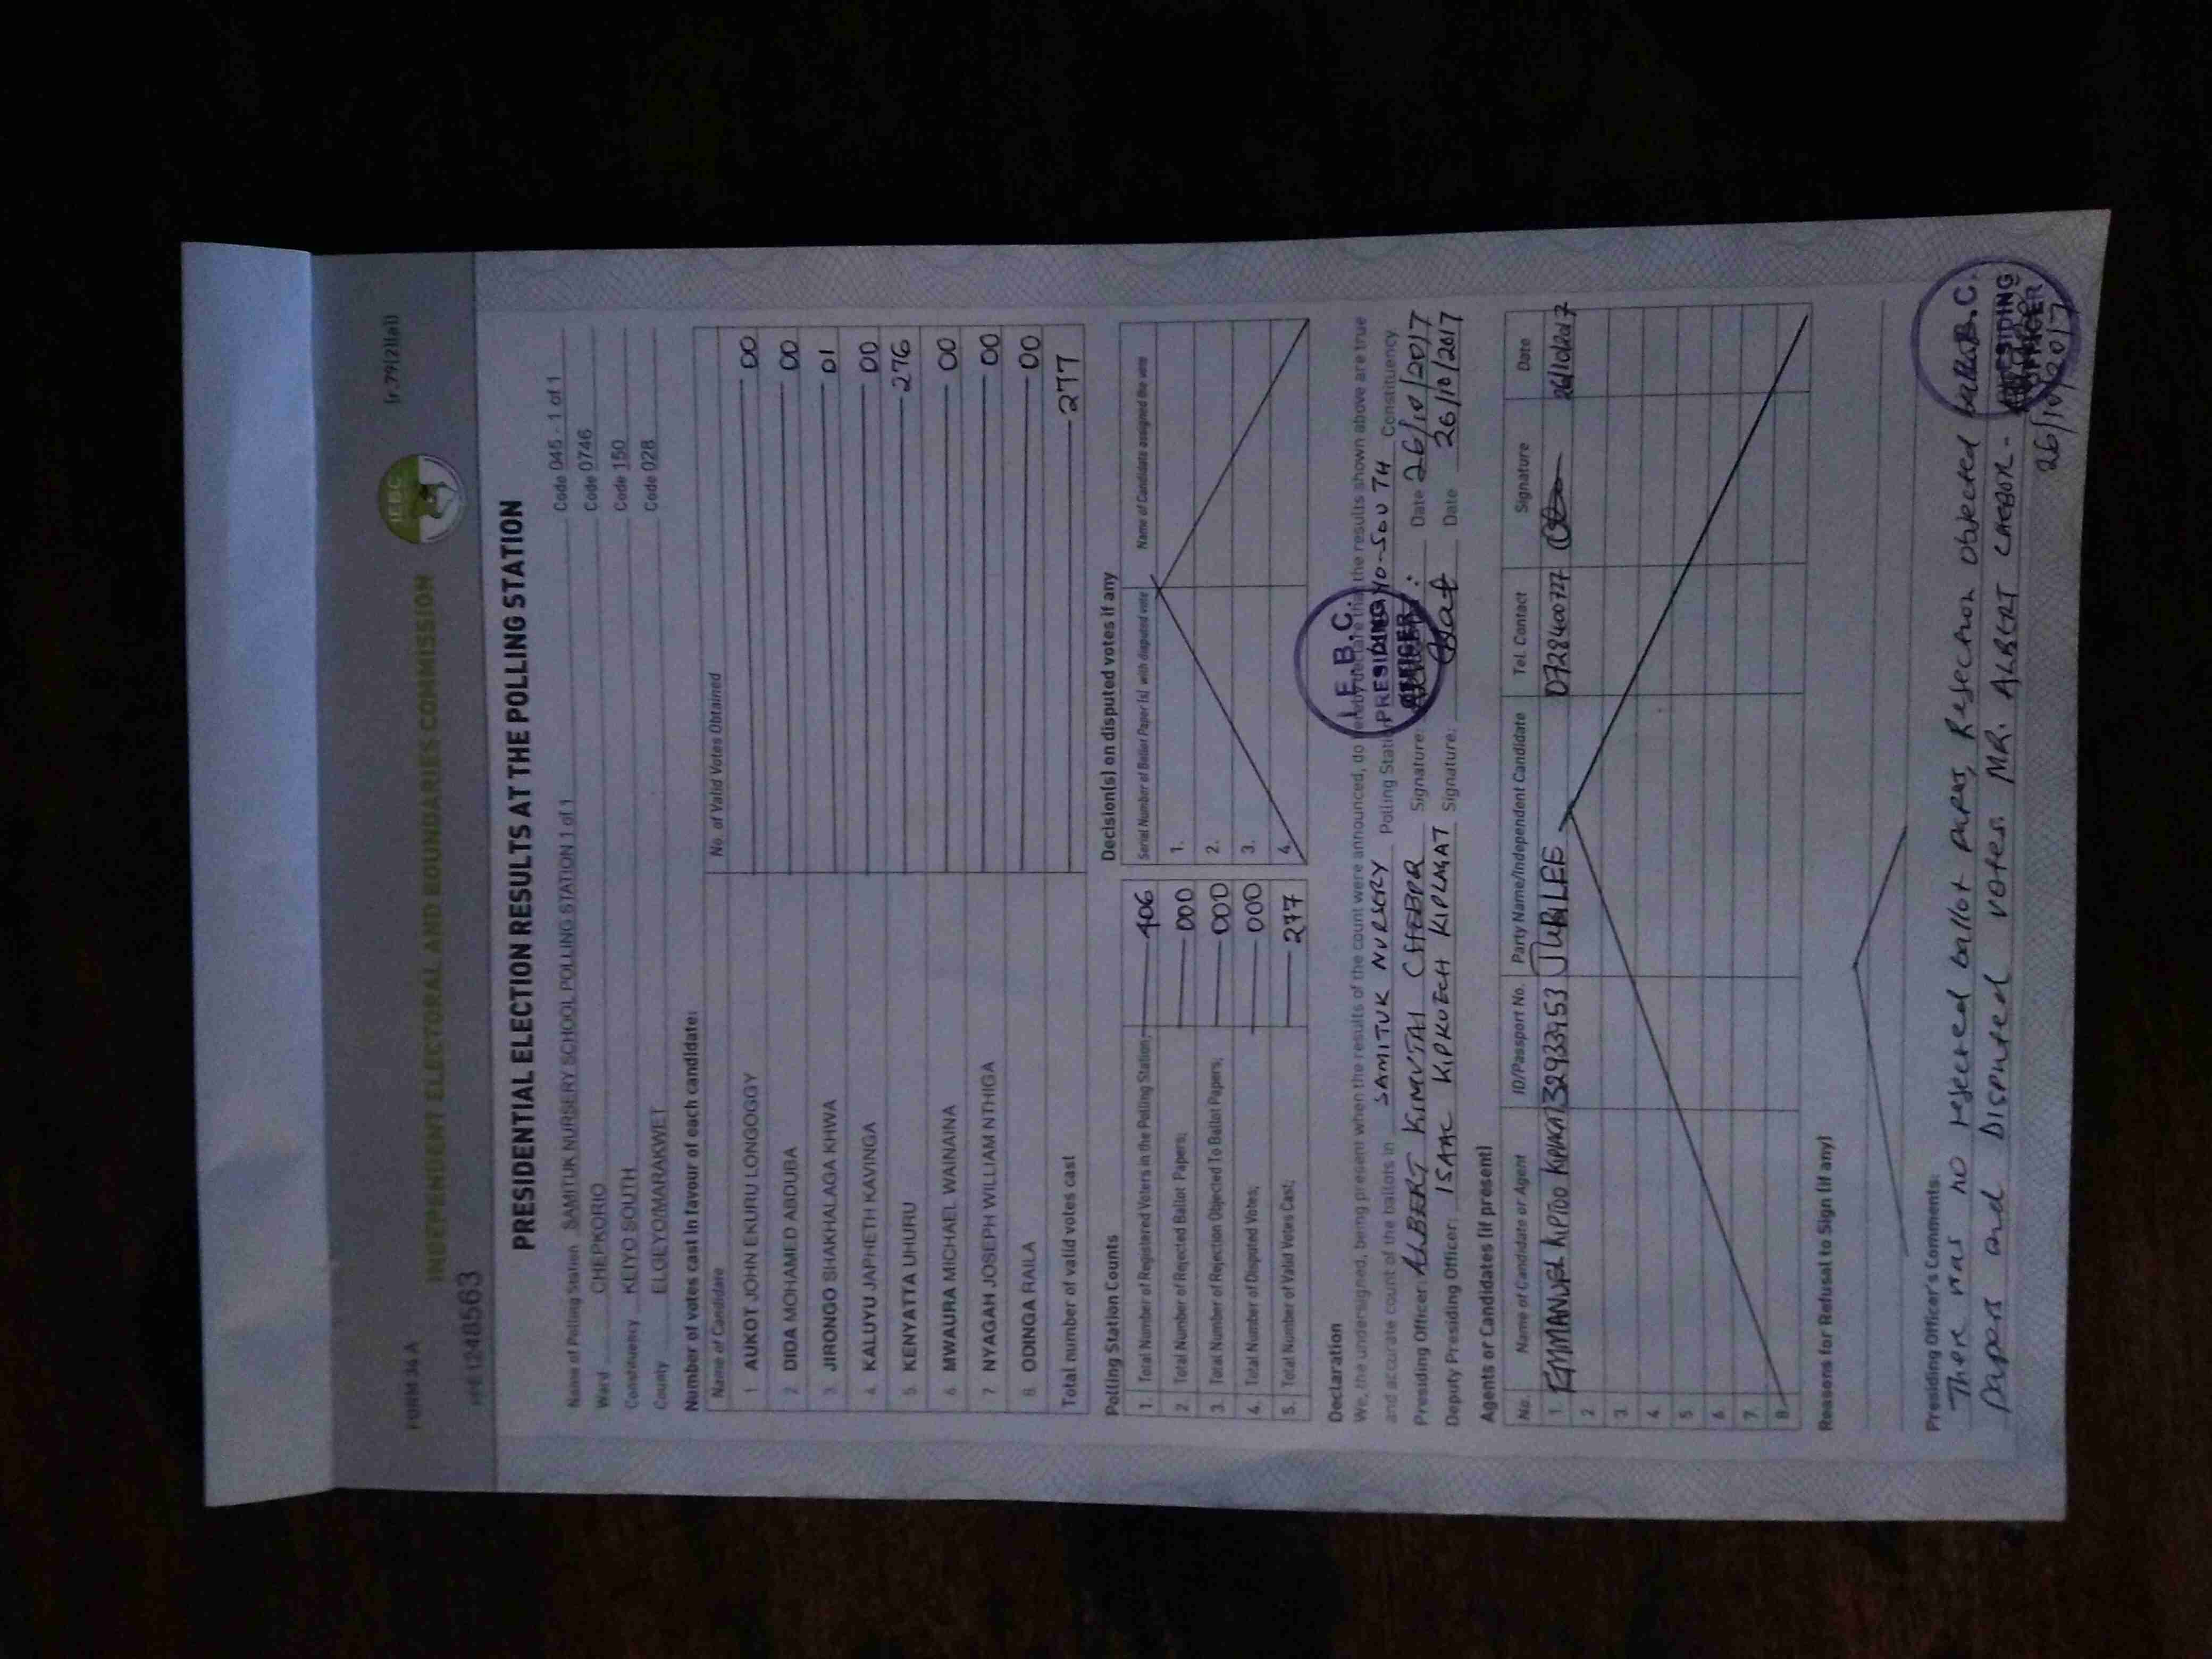 FORM 34 A
(r.79(2)(a))
INDEPENDENT ELECTORAL AND BOUNDARIES COMMISSION
IEBC
1248563
PRESIDENTIAL ELECTION RESULTS AT THE POLLING STATION
Name of Polling Station SAMITUK NURSERY SCHOOL POLLING STATION 1 of 1 Code 045 - 1 of 1
Ward CHEPKORIO Code 0746
Constituency KEIYO SOUTH Code 150
County ELGEYO/MARAKWET Code 028
Number of votes cast in favour of each candidate:
Name of Candidate No. of Valid Votes Obtained
1 AUKOT JOHN EKURU LONGOGGY 00
2. DIDA MOHAMED ABDUBA 00
3. JIRONGO SHAKHALAGA KHWA 01
4. KALUYU JAPHETH KAVINGA 00
5. KENYATTA UHURU 276
6. MWAURA MICHAEL WAINAINA 00
7. NYAGAH JOSEPH WILLIAM NTHIGA 00
8. ODINGA RAILA 00
Total number of valid votes cast 277
Polling Station Counts
1. Total Number of Registered Voters in the Polling Station; 406
2. Total Number of Rejected Ballot Papers; 000
3. Total Number of Rejection Objected To Ballot Papers; 000
4. Total Number of Disputed Votes; 000
5. Total Number of Valid Votes Cast; 277
Decision(s) on disputed votes if any
Serial Number of Ballot Paper (s) with disputed vote Name of Candidate assigned the vote
1.
2.
3.
4.
Declaration
We, the undersigned, being present when the results of the count were announced, do hereby declare that the results shown above are true
and accurate count of the ballots in SAMITUK NURSERY Polling Station SOUTH Constituency
Presiding Officer: ALBERT KIMUTAI CHEBOR Signature: Date 26/10/2017
Deputy Presiding Officer: ISAAC KIPKOECH KIPLAGAT Signature: Date 26/10/2017
I.E.B.C.
PRESIDING
OFFICER
Agents or Candidates (if present)
No. Name of Candidate or Agent ID/Passport No. Party Name/Independent Candidate Tel. Contact Signature Date
1. EMMANUEL KIPTOO KIPLAGAT JUBILEE 0728400727 26/10/2017
2
3.
4
5
6
7.
8
Reasons for Refusal to Sign (if any)
Presiding Officer's Comments:
There was no rejected ballot papers, Rejection objected
papers and Disputed votes. MR. ALBERT CHEBOR -
B.C.
PRESIDING
OFFICER
26/10/2017